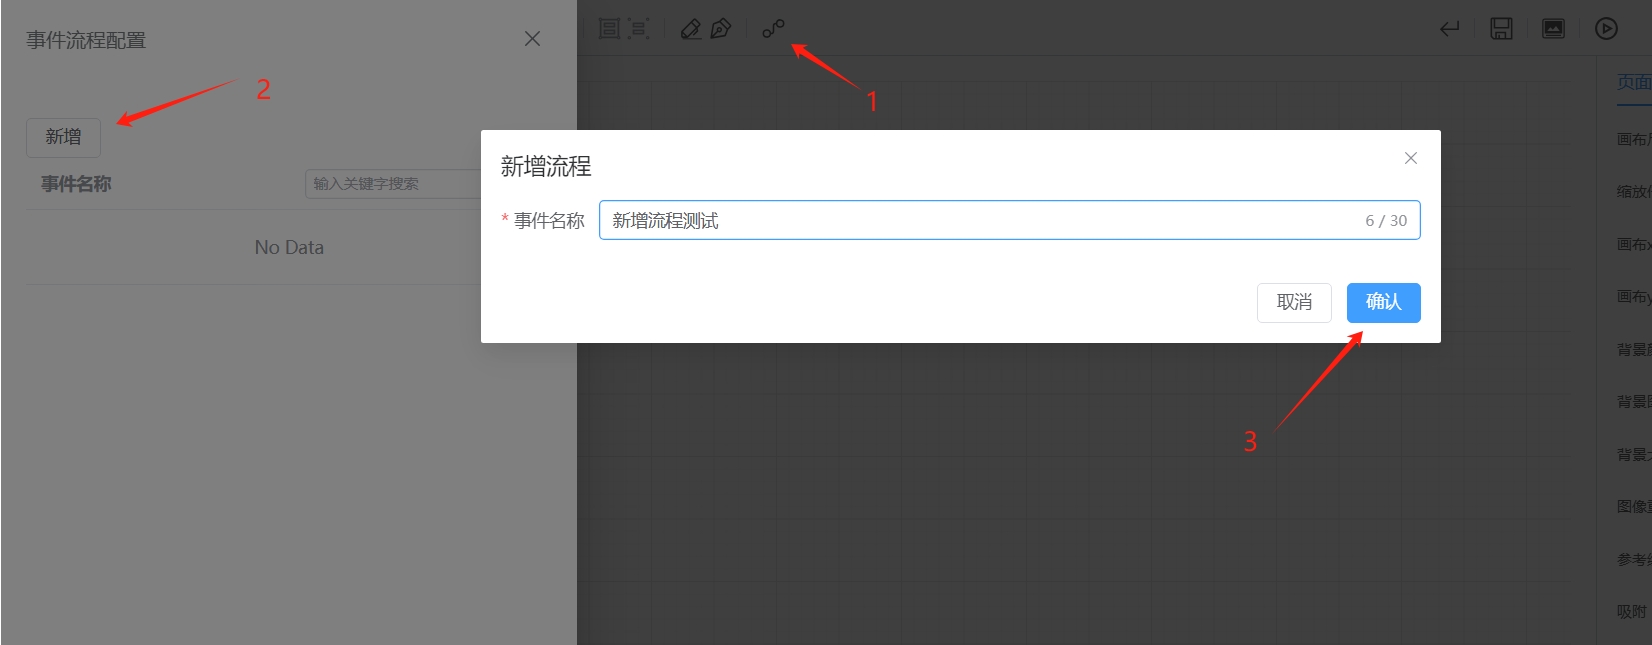 事件流程配置
2
1
新增
事件名称
输入关键字搜索
No Data
新增流程
* 事件名称
新增流程测试
6 / 30
取消
确认
3
页面
画布
缩放
画布x
画布y
背景
背景
背景
图像
参考
吸附